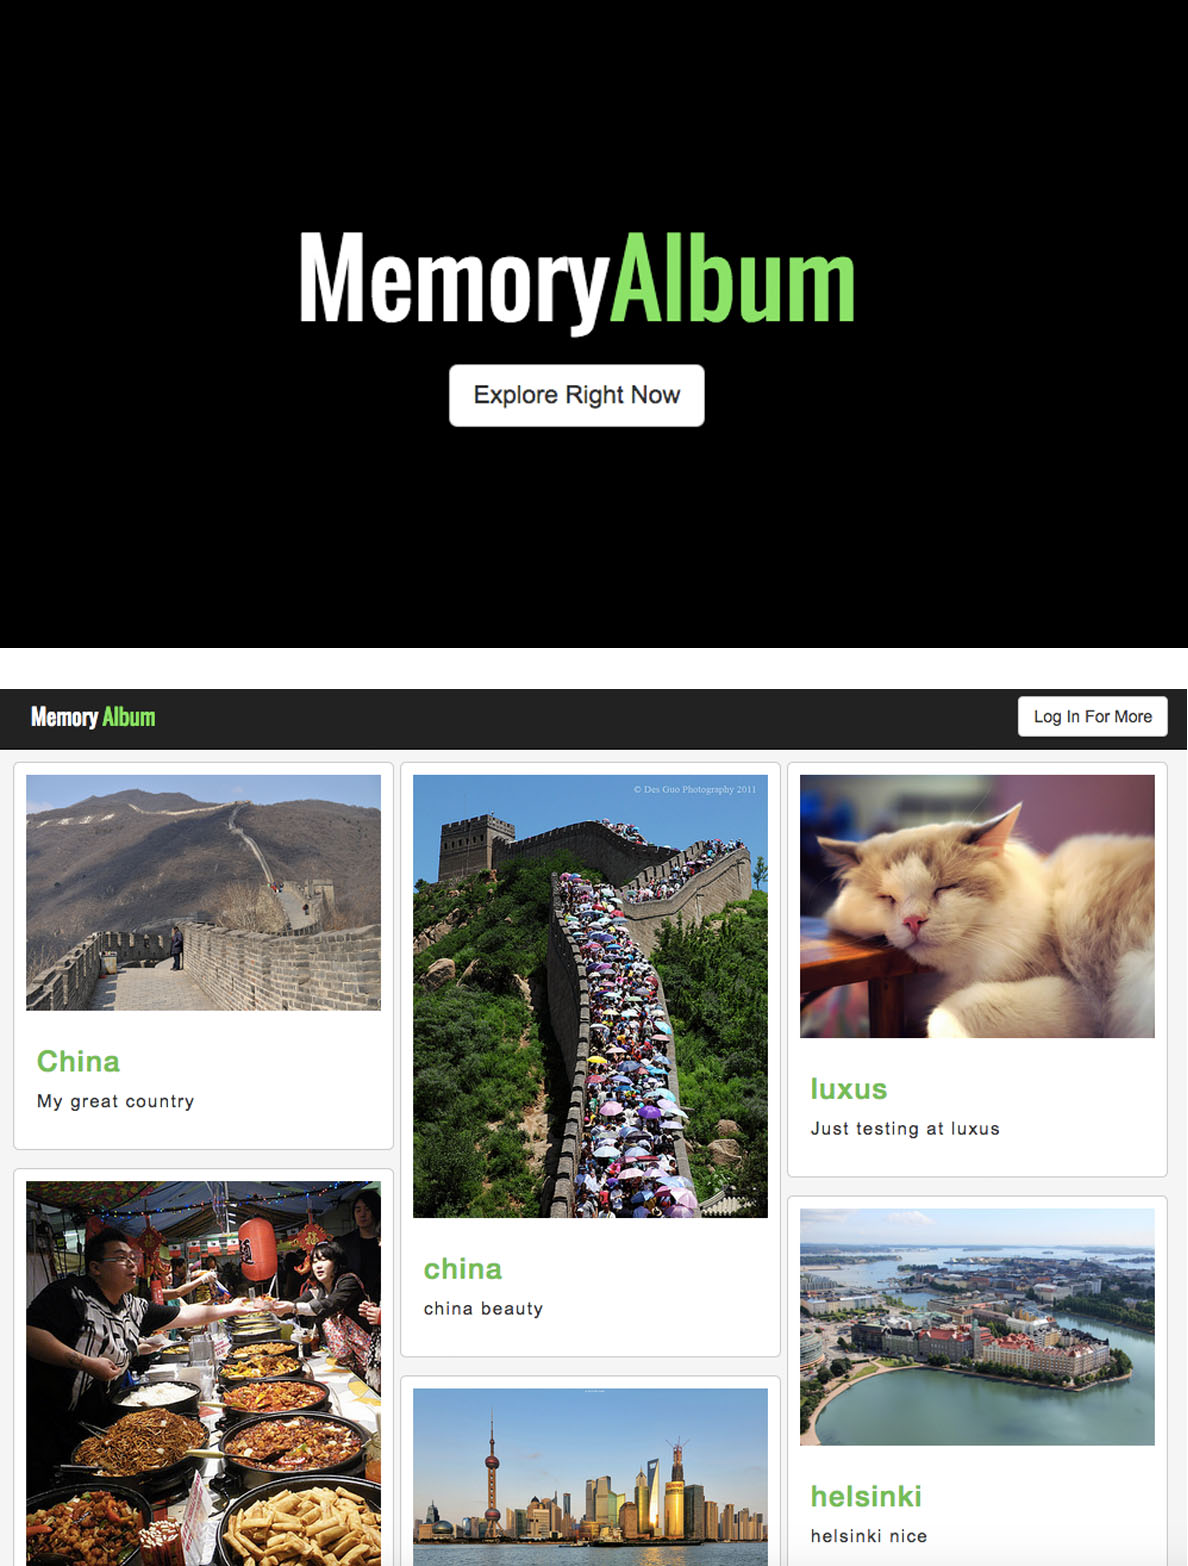 MemoryAlbum
Explore Right Now
Memory Album
Log In For More
China
My great country
© Des Guo Photography 2011
china
china beauty
luxus
Just testing at luxus
helsinki
helsinki nice